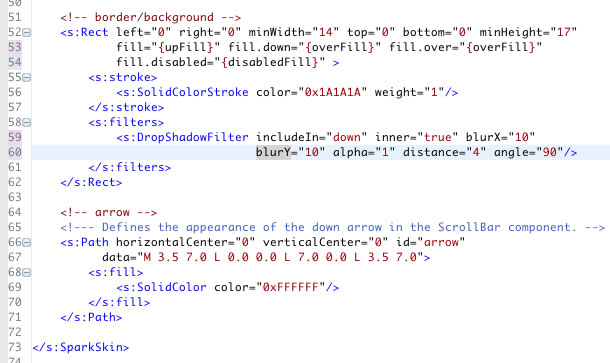 50
51 <!-- border/background -->
52 <s:Rect left="0" right="0" minWidth="14" top="0" bottom="0" minHeight="17"
53 fill="{upFill}" fill.down="{overFill}" fill.over="{overFill}"
54 fill.disabled="{disabledFill}" >
55 <s:stroke>
56 <s:SolidColorStroke color="0x1A1A1A" weight="1"/>
57 </s:stroke>
58 <s:filters>
59 <s:DropShadowFilter includeIn="down" inner="true" blurX="10"
60 blurY="10" alpha="1" distance="4" angle="90"/>
61 </s:filters>
62 </s:Rect>
63
64 <!-- arrow -->
65 <!--- Defines the appearance of the down arrow in the ScrollBar component. -->
66 <s:Path horizontalCenter="0" verticalCenter="0" id="arrow"
67 data="M 3.5 7.0 L 0.0 0.0 L 7.0 0.0 L 3.5 7.0">
68 <s:fill>
69 <s:SolidColor color="0xFFFFFF"/>
70 </s:fill>
71 </s:Path>
72
73 </s:SparkSkin>
74